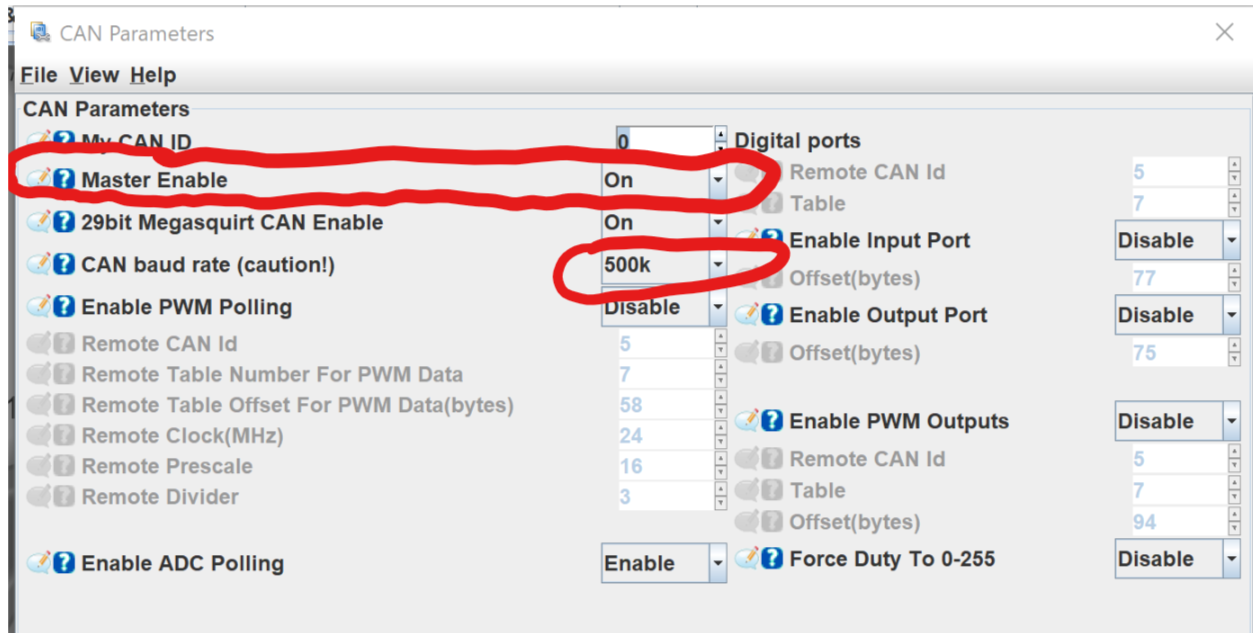 CAN Parameters
File View Help
CAN Parameters
My CAN ID 0
Master Enable On
29bit Megasquirt CAN Enable On
CAN baud rate (caution!) 500k
Enable PWM Polling Disable
Remote CAN Id 5
Remote Table Number For PWM Data 7
Remote Table Offset For PWM Data(bytes) 58
Remote Clock(MHz) 24
Remote Prescale 16
Remote Divider 3
Enable ADC Polling Enable
Digital ports
Remote CAN Id 5
Table 7
Enable Input Port Disable
Offset(bytes) 77
Enable Output Port Disable
Offset(bytes) 75
Enable PWM Outputs Disable
Remote CAN Id 5
Table 7
Offset(bytes) 94
Force Duty To 0-255 Disable